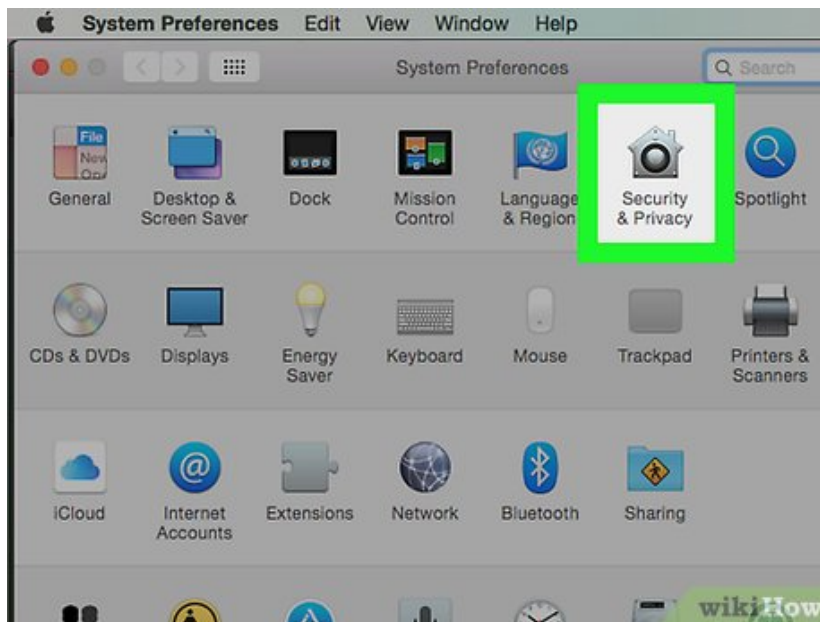 System Preferences Edit View Window Help
System Preferences
Search
File
New
General
Desktop &
Screen Saver
Dock
Mission
Control
Language
& Region
Security
& Privacy
Spotlight
CDs & DVDs
Displays
Energy
Saver
Keyboard
Mouse
Trackpad
Printers &
Scanners
iCloud
Internet
Accounts
Extensions
Network
Bluetooth
Sharing
wikiHow